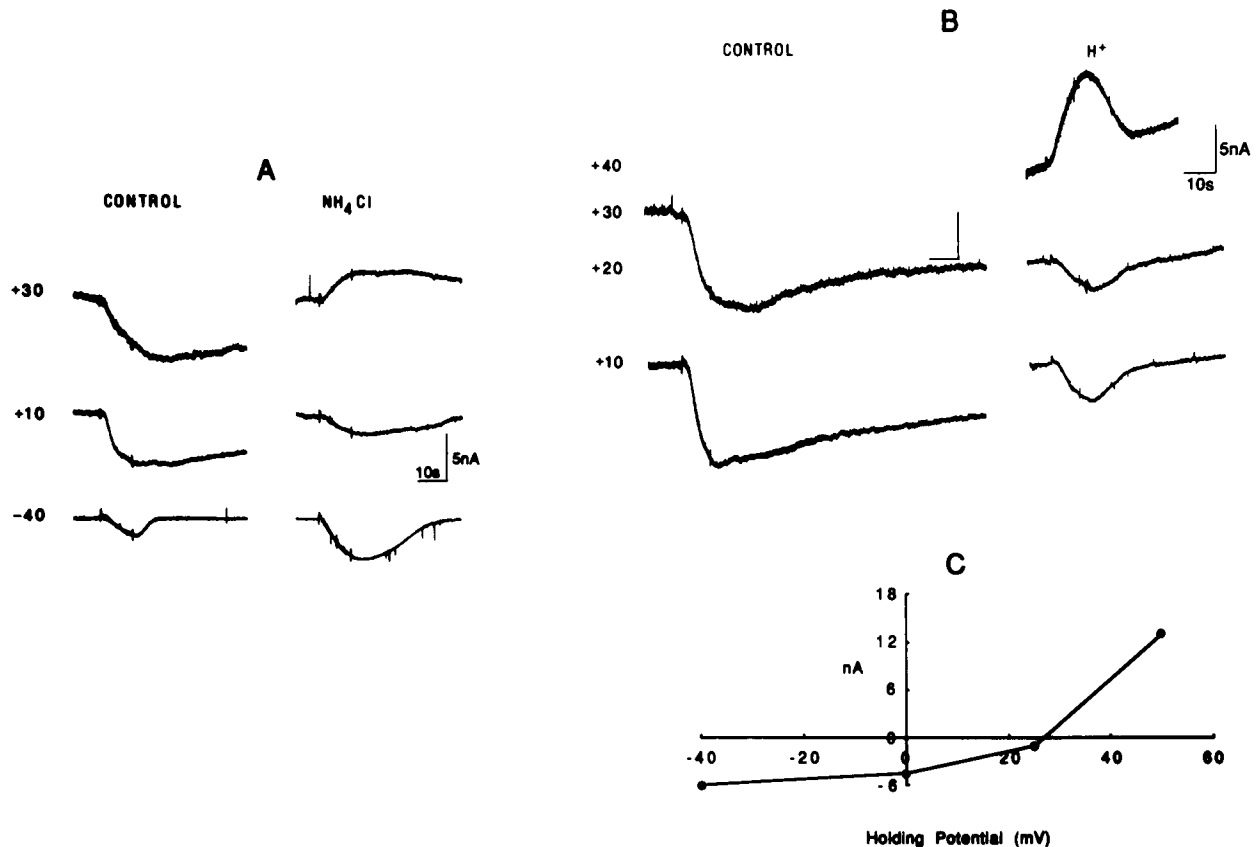 A
CONTROL
NH4Cl
+30
+10
-40
10s
5nA
B
CONTROL
H+
+40
+30
+20
+10
5nA
10s
C
18
12
nA
6
0
-40
-20
0
20
40
60
-6
Holding Potential (mV)